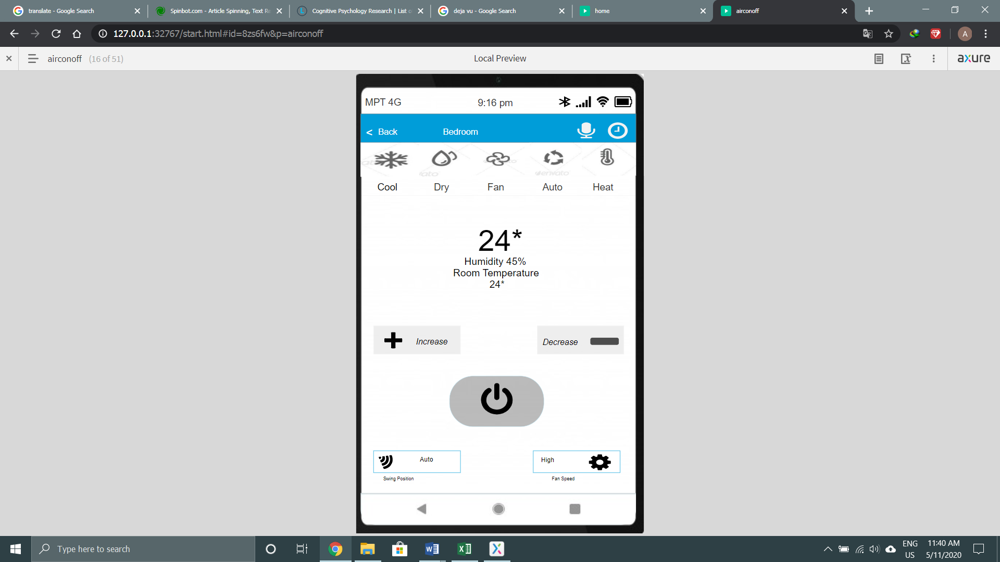 translate - Google Search
Spinbot.com - Article Spinning, Text Re
Cognitive Psychology Research | List o
deja vu - Google Search
home
airconoff
127.0.0.1:32767/start.html#id=8zs6fw&p=airconoff
A
airconoff (16 of 51)
Local Preview
axure
MPT 4G
9:16 pm
< Back
Bedroom
envato
Cool
Dry
Fan
Auto
Heat
24*
Humidity 45%
Room Temperature
24*
Increase
Decrease
Auto
High
Swing Position
Fan Speed
Type here to search
ENG
US
11:40 AM
5/11/2020